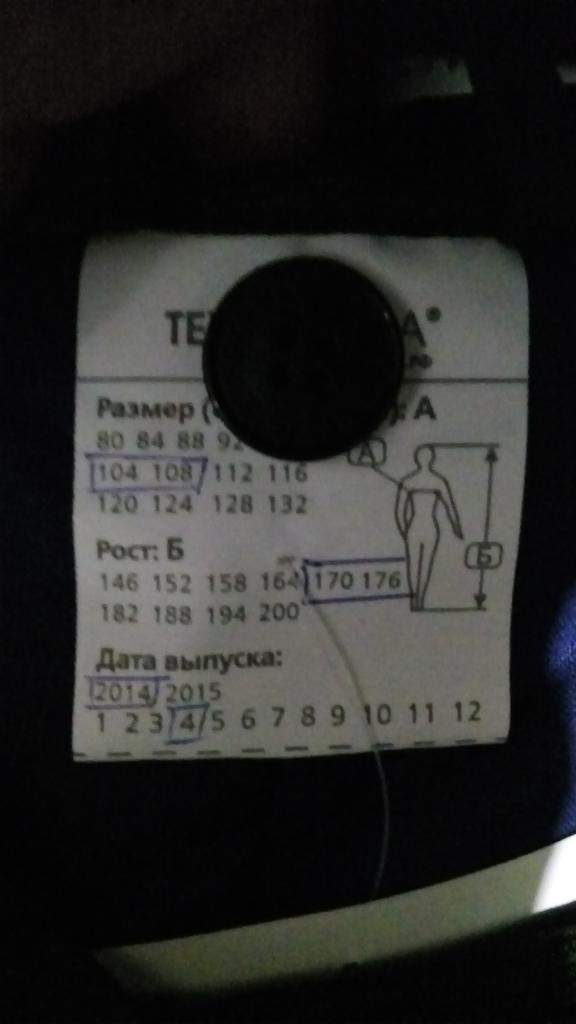 Размер ( ): А
80 84 88 92
104 108 112 116
А
120 124 128 132
Рост: Б
Б
146 152 158 164 170 176
182 188 194 200
Дата выпуска:
2014 2015
1 2 3 4 5 6 7 8 9 10 11 12